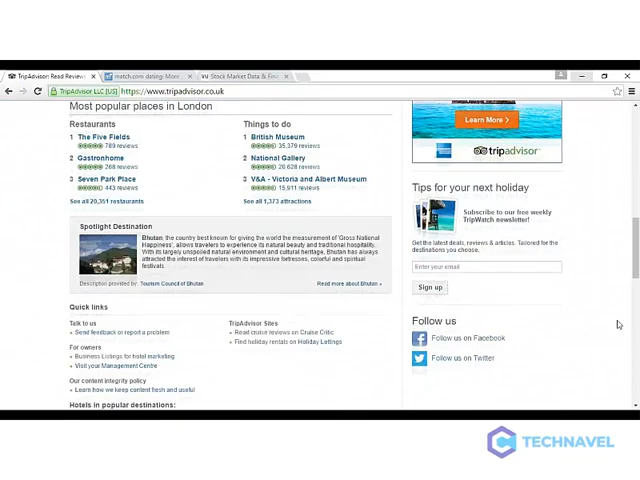 TripAdvisor: Read Reviews
match.com dating: More
Stock Market Data & Fina
TripAdvisor LLC [US]
https://www.tripadvisor.co.uk
Most popular places in London
Restaurants
1 The Five Fields
789 reviews
2 Gastronhome
268 reviews
3 Seven Park Place
443 reviews
See all 20,351 restaurants
Things to do
1 British Museum
35,379 reviews
2 National Gallery
20,628 reviews
3 V&A - Victoria and Albert Museum
15,911 reviews
See all 1,373 attractions
Spotlight Destination
Bhutan, the country best known for giving the world the measurement of 'Gross National
Happiness', allows travelers to experience its natural beauty and traditional hospitality.
With its largely unspoiled natural environment and cultural heritage, Bhutan has always
attracted the interest of travelers with its impressive fortresses, colorful and spiritual
festivals.
Description provided by: Tourism Council of Bhutan
Read more about Bhutan »
Quick links
Talk to us
Send feedback or report a problem
For owners
Business Listings for hotel marketing
Visit your Management Centre
Our content integrity policy
Learn how we keep content fresh and useful
TripAdvisor Sites
Read cruise reviews on Cruise Critic
Find holiday rentals on Holiday Lettings
Hotels in popular destinations:
Learn More >
AMERICAN EXPRESS
tripadvisor
Tips for your next holiday
Subscribe to our free weekly
TripWatch newsletter.
Get the latest deals, reviews & articles. Tailored for the
destinations you choose.
Enter your email
Sign up
Follow us
Follow us on Facebook
Follow us on Twitter
TECHNAVEL